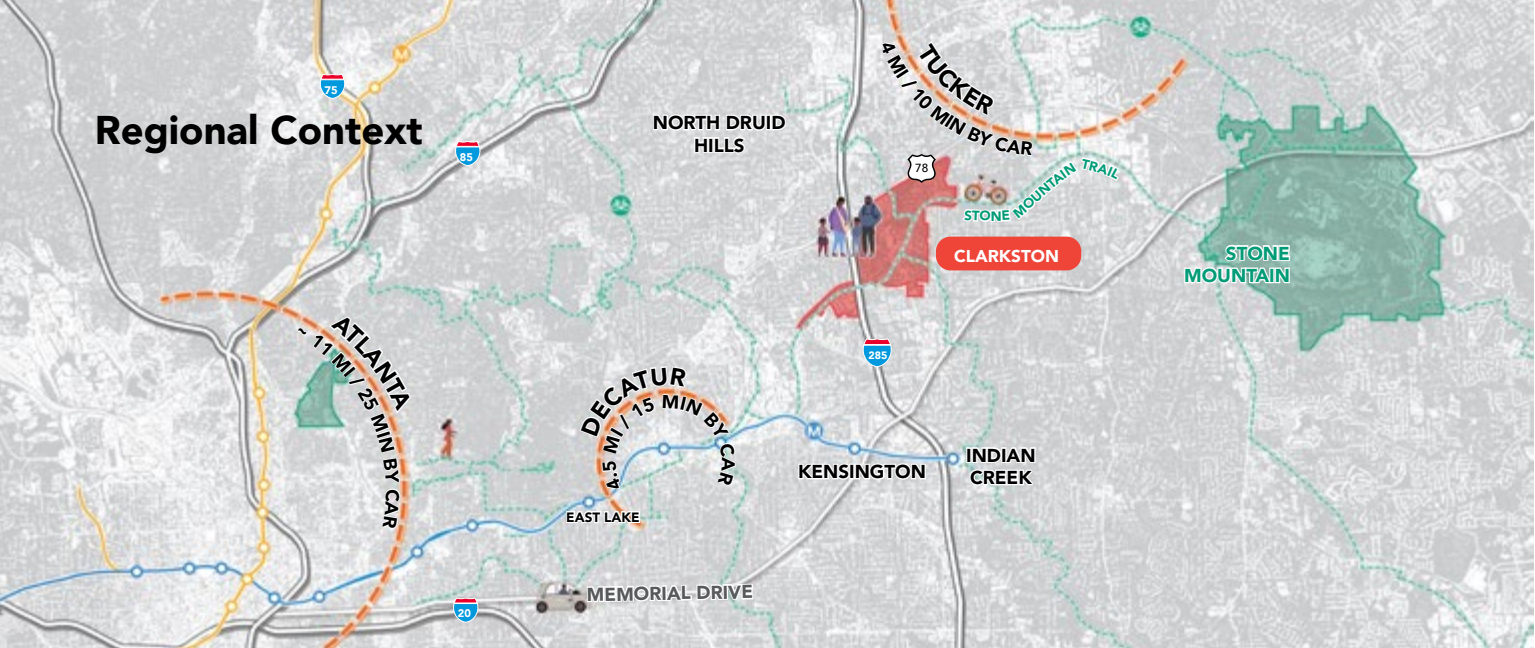 Regional Context
75
85
NORTH DRUID
HILLS
TUCKER
4 MI / 10 MIN BY CAR
78
STONE MOUNTAIN TRAIL
CLARKSTON
STONE
MOUNTAIN
ATLANTA
~ 11 MI / 25 MIN BY CAR
285
DECATUR
4.5 MI / 15 MIN BY CAR
M
M
KENSINGTON
INDIAN
CREEK
EAST LAKE
MEMORIAL DRIVE
20